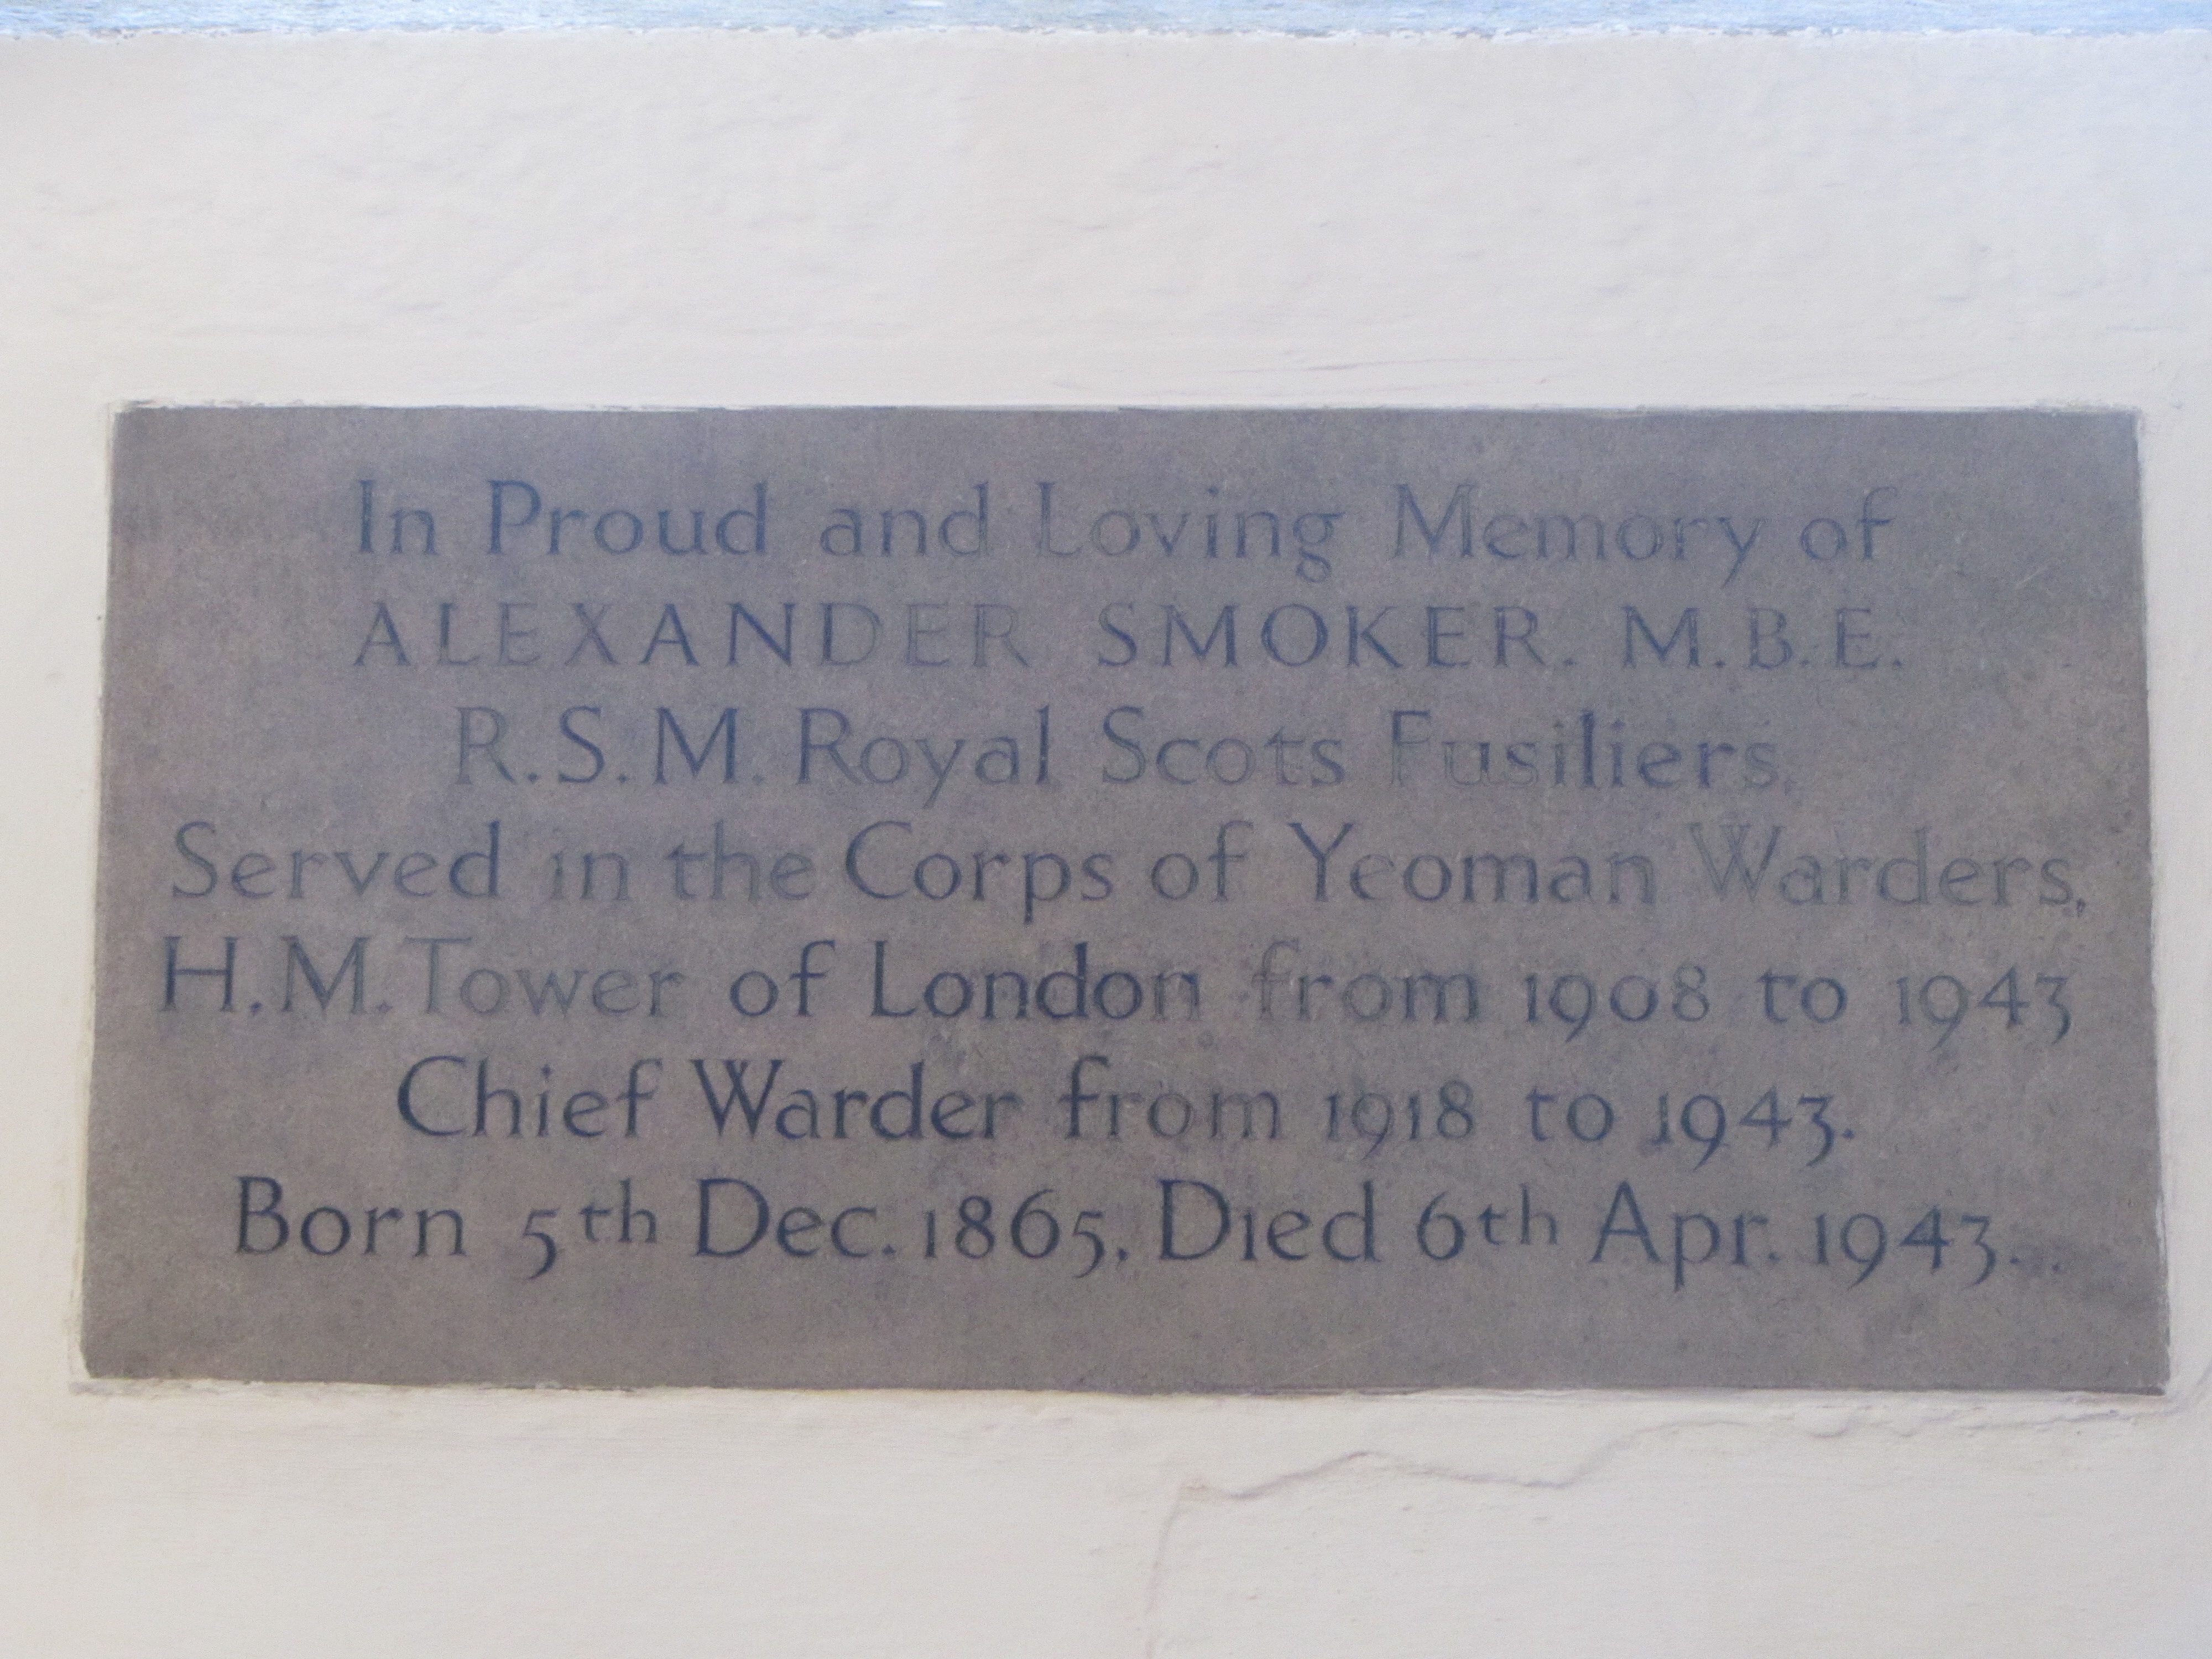 In Proud and Loving Memory of
ALEXANDER SMOKER. M.B.E.
R.S.M. Royal Scots Fusiliers.
Served in the Corps of Yeoman Warders,
H.M. Tower of London from 1908 to 1943
Chief Warder from 1918 to 1943.
Born 5th Dec. 1865. Died 6th Apr. 1943...